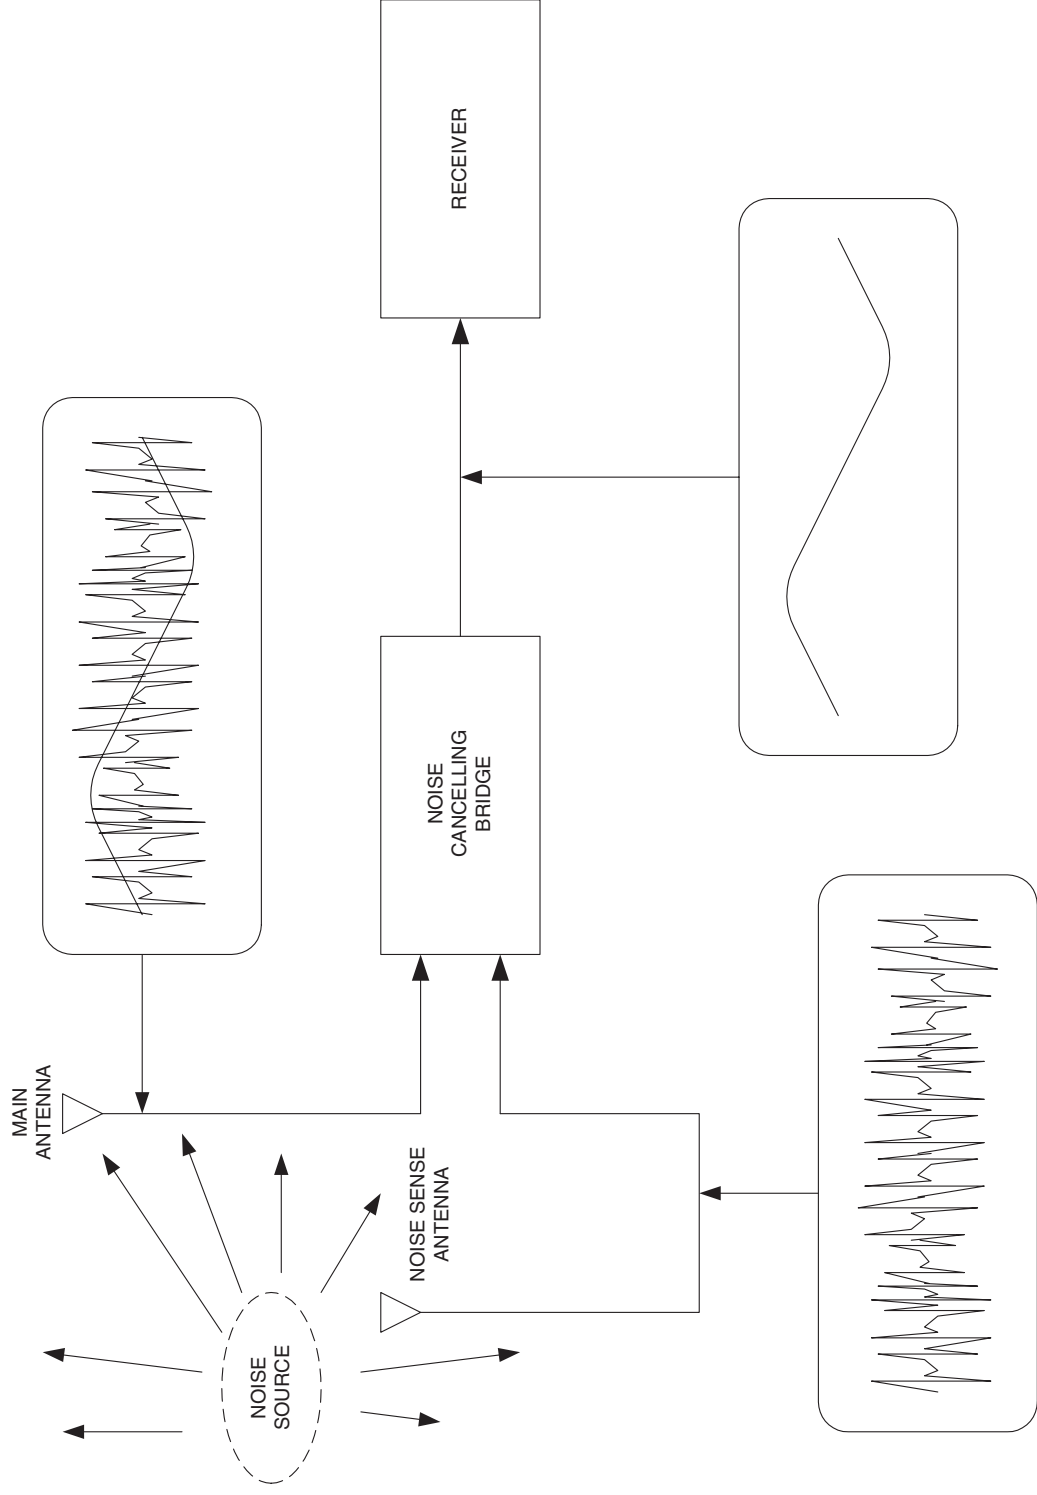 MAIN
ANTENNA
NOISE
SOURCE
NOISE SENSE
ANTENNA
NOISE
CANCELLING
BRIDGE
RECEIVER